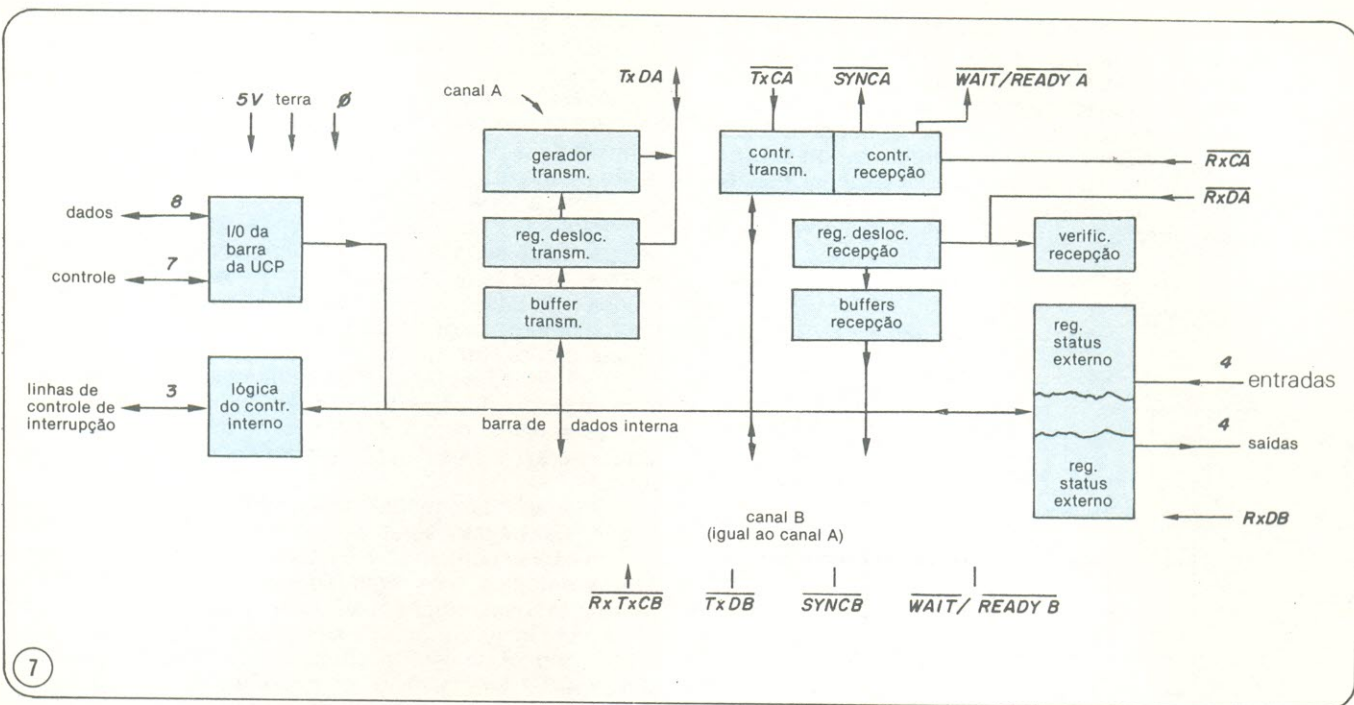 5V terra ø
canal A
TxDA
TxCA
SYNCA
WAIT/READY A
gerador
transm.
contr.
transm.
contr.
recepção
RxCA
RxDA
dados
8
I/0 da
barra
da UCP
controle
7
reg. desloc.
transm.
reg. desloc.
recepção
verific.
recepção
buffer
transm.
buffers
recepção
reg.
status
externo
4
entradas
linhas de
controle de
interrupção
3
lógica
do contr.
interno
barra de dados interna
4
saídas
reg.
status
externo
RxDB
canal B
(igual ao canal A)
RxTxCB
TxDB
SYNCB
WAIT/ READY B
7